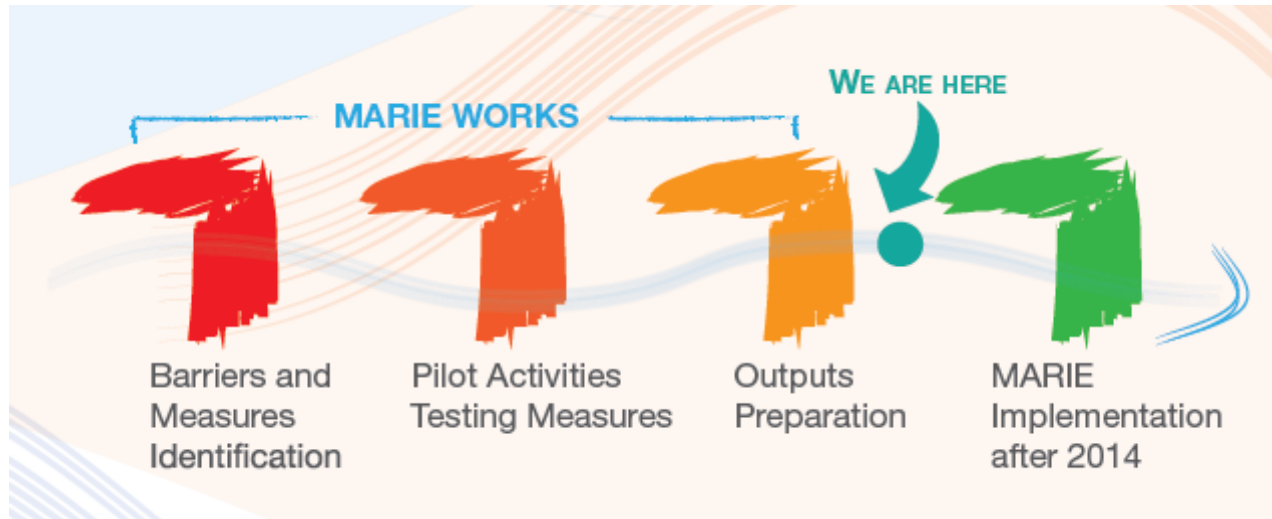 WE ARE HERE
MARIE WORKS
Barriers and
Measures
Identification
Pilot Activities
Testing Measures
Outputs
Preparation
MARIE
Implementation
after 2014